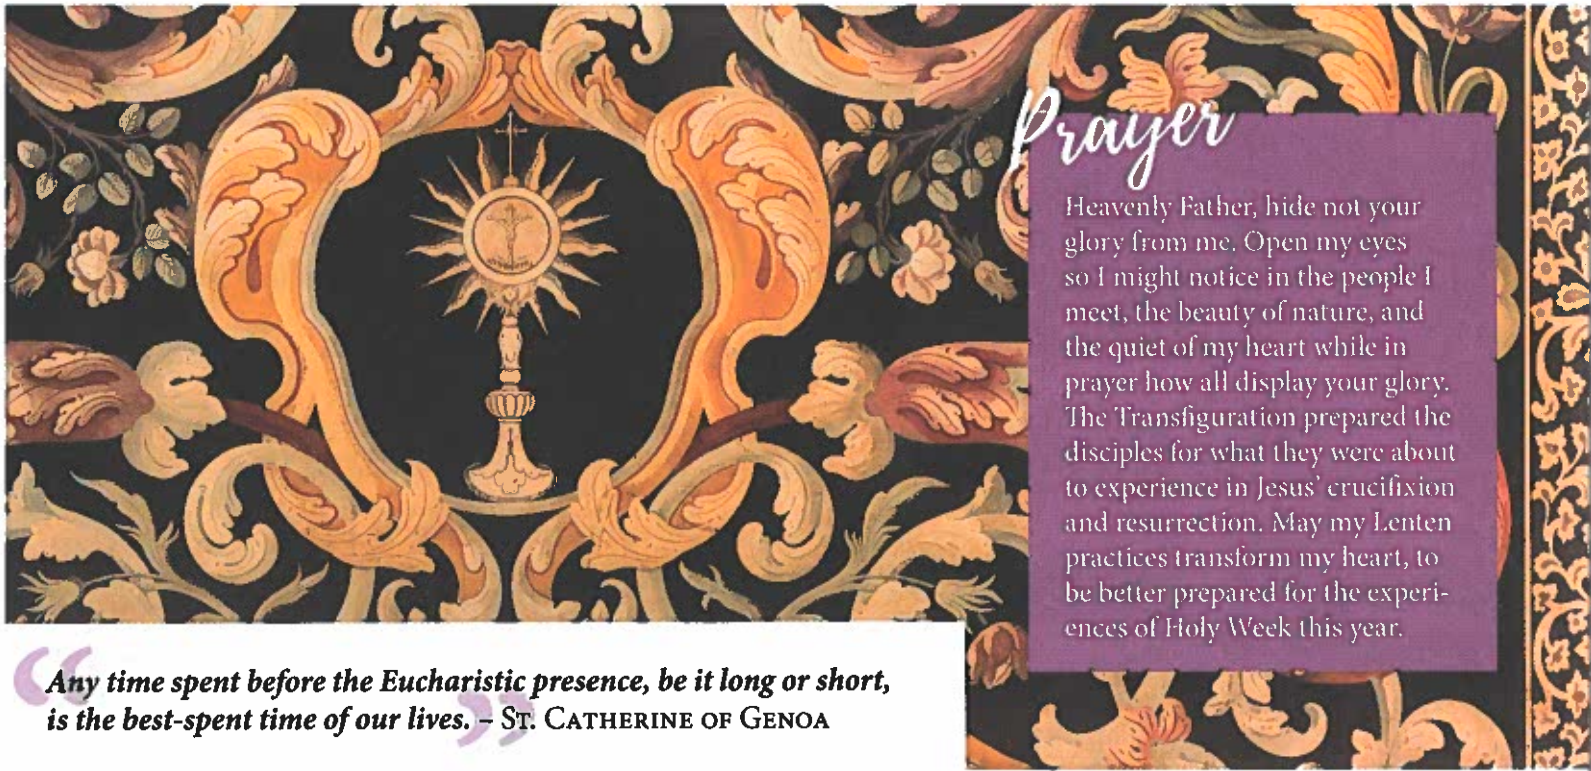 Prayer
Heavenly Father, hide not your
glory from me. Open my eyes
so I might notice in the people I
meet, the beauty of nature, and
the quiet of my heart while in
prayer how all display your glory.
The Transfiguration prepared the
disciples for what they were about
to experience in Jesus' crucifixion
and resurrection. May my Lenten
practices transform my heart, to
be better prepared for the experi-
ences of Holy Week this year.
“Any time spent before the Eucharistic presence, be it long or short,
is the best-spent time of our lives.” – St. Catherine of Genoa